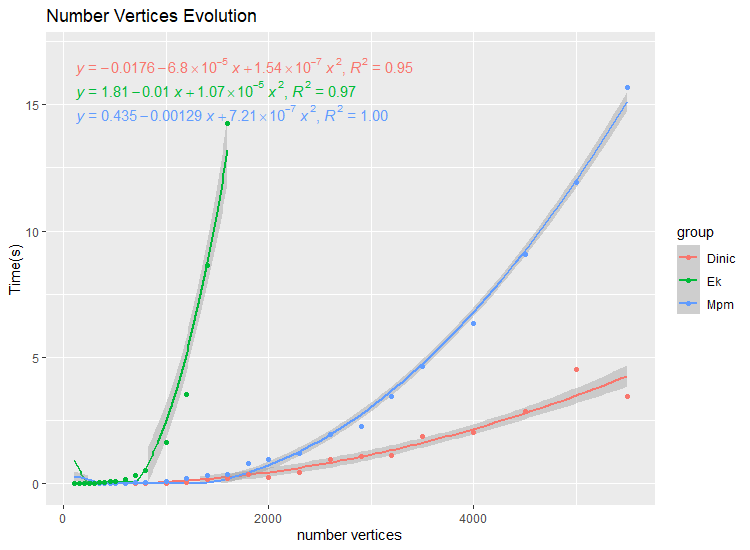 Number Vertices Evolution
y = −0.0176 − 6.8 × 10⁻⁵ x + 1.54 × 10⁻⁷ x², R² = 0.95
y = 1.81 − 0.01 x + 1.07 × 10⁻⁵ x², R² = 0.97
y = 0.435 − 0.00129 x + 7.21 × 10⁻⁷ x², R² = 1.00
15
10
5
0
Time(s)
0 2000 4000
number vertices
group
Dinic
Ek
Mpm